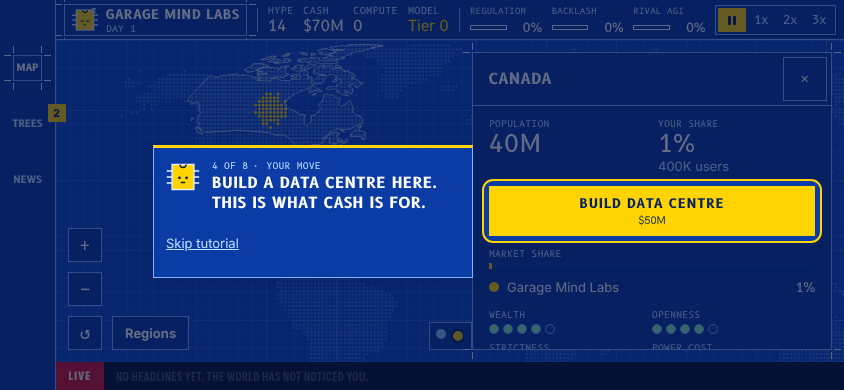 GARAGE MIND LABS
DAY 1
HYPE
14
CASH
$70M
COMPUTE
0
MODEL
Tier 0
REGULATION
0%
BACKLASH
0%
RIVAL AGI
0%
1x
2x
3x
MAP
2
TREES
NEWS
CANADA
×
POPULATION
40M
YOUR SHARE
1%
400K users
4 OF 8 · YOUR MOVE
BUILD A DATA CENTRE HERE.
THIS IS WHAT CASH IS FOR.
Skip tutorial
BUILD DATA CENTRE
$50M
MARKET SHARE
Garage Mind Labs
1%
WEALTH
OPENNESS
STRICTNESS
POWER COST
+
−
↺
Regions
LIVE
NO HEADLINES YET. THE WORLD HAS NOT NOTICED YOU.